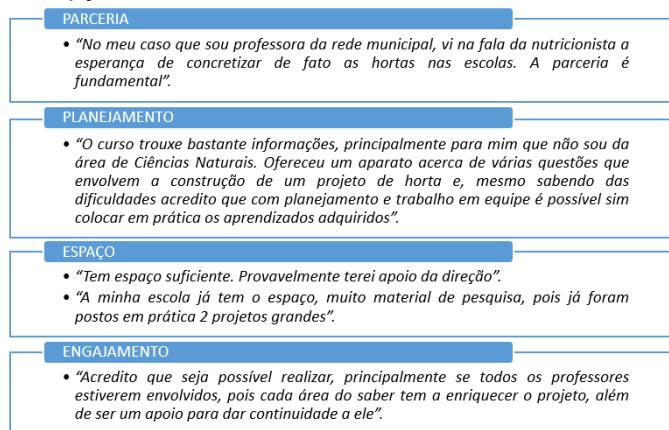 PARCERIA
• “No meu caso que sou professora da rede municipal, vi na fala da nutricionista a
esperança de concretizar de fato as hortas nas escolas. A parceria é
fundamental”.
PLANEJAMENTO
• “O curso trouxe bastante informações, principalmente para mim que não sou da
área de Ciências Naturais. Ofereceu um aparato acerca de várias questões que
envolvem a construção de um projeto de horta e, mesmo sabendo das
dificuldades acredito que com planejamento e trabalho em equipe é possível sim
colocar em prática os aprendizados adquiridos”.
ESPAÇO
• “Tem espaço suficiente. Provavelmente terei apoio da direção”.
• “A minha escola já tem o espaço, muito material de pesquisa, pois já foram
postos em prática 2 projetos grandes”.
ENGAJAMENTO
• “Acredito que seja possível realizar, principalmente se todos os professores
estiverem envolvidos, pois cada área do saber tem a enriquecer o projeto, além
de ser um apoio para dar continuidade a ele”.